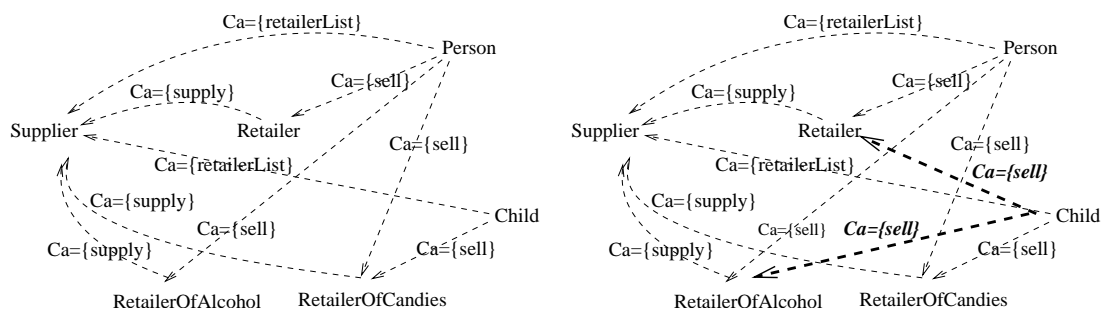 Ca={retailerList}
Person
Ca={sell}
Ca={supply}
Supplier
Retailer
Ca={sell}
Ca={retailerList}
Ca={supply}
Child
Ca={sell}
Ca={supply}
Ca={sell}
RetailerOfAlcohol
RetailerOfCandies
Ca={retailerList}
Person
Ca={sell}
Ca={supply}
Supplier
Retailer
Ca={sell}
Ca={retailerList}
Ca={sell}
Ca={supply}
Child
Ca={sell}
Ca={sell}
Ca={supply}
Ca={sell}
RetailerOfAlcohol
RetailerOfCandies